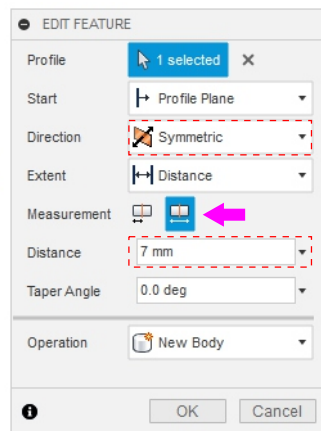 EDIT FEATURE
Profile 1 selected
Start Profile Plane
Direction Symmetric
Extent Distance
Measurement
Distance 7 mm
Taper Angle 0.0 deg
Operation New Body
OK Cancel